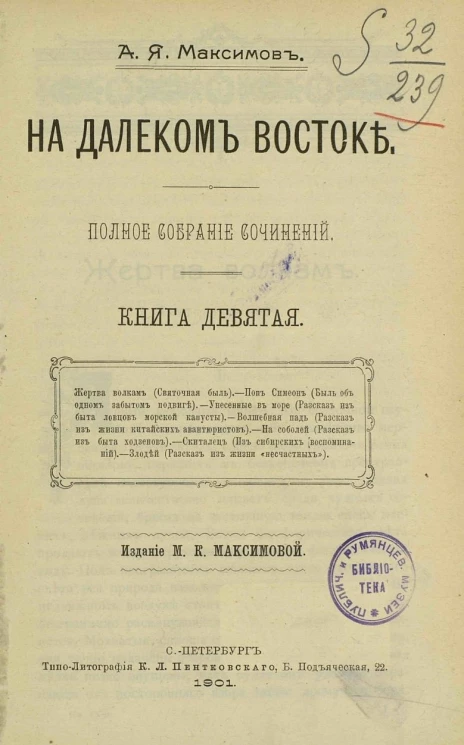 А. Я. Максимовъ.
S 32
239
НА ДАЛЕКОМЪ ВОСТОКѢ.
ПОЛНОЕ СОБРАНІЕ СОЧИНЕНІЙ.
КНИГА ДЕВЯТАЯ.
Жертва волкамъ (Святочная быль).—Попъ Симеонъ (Быль объ
одномъ забытомъ подвигѣ).—Унесенные въ море (Разсказъ изъ
быта ловцовъ морской капусты).—Волшебная падь (Разсказъ
изъ жизни китайскихъ авантюристовъ).—На соболей (Разсказъ
изъ быта ходзеновъ).—Скиталецъ (Изъ сибирскихъ [воспомина-
ній).—Злодѣй (Разсказъ изъ жизни «несчастныхъ»).
Изданіе М. К. МАКСИМОВОЙ.
ПУБЛИЧ. И РУМЯНЦЕВ. МУЗЕИ
БИБЛІО-
ТЕКА
С.-ПЕТЕРБУРГЪ
Типо-Литографія К. Л. Пентковскаго, Б. Подъяческая, 22.
1901.